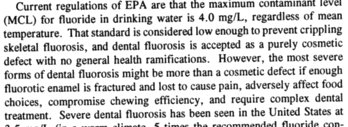 Current regulations of EPA are that the maximum contaminant level
(MCL) for fluoride in drinking water is 4.0 mg/L, regardless of mean
temperature. That standard is considered low enough to prevent crippling
skeletal fluorosis, and dental fluorosis is accepted as a purely cosmetic
defect with no general health ramifications. However, the most severe
forms of dental fluorosis might be more than a cosmetic defect if enough
fluorotic enamel is fractured and lost to cause pain, adversely affect food
choices, compromise chewing efficiency, and require complex dental
treatment. Severe dental fluorosis has been seen in the United States at
5 times the recommended fluoride con-